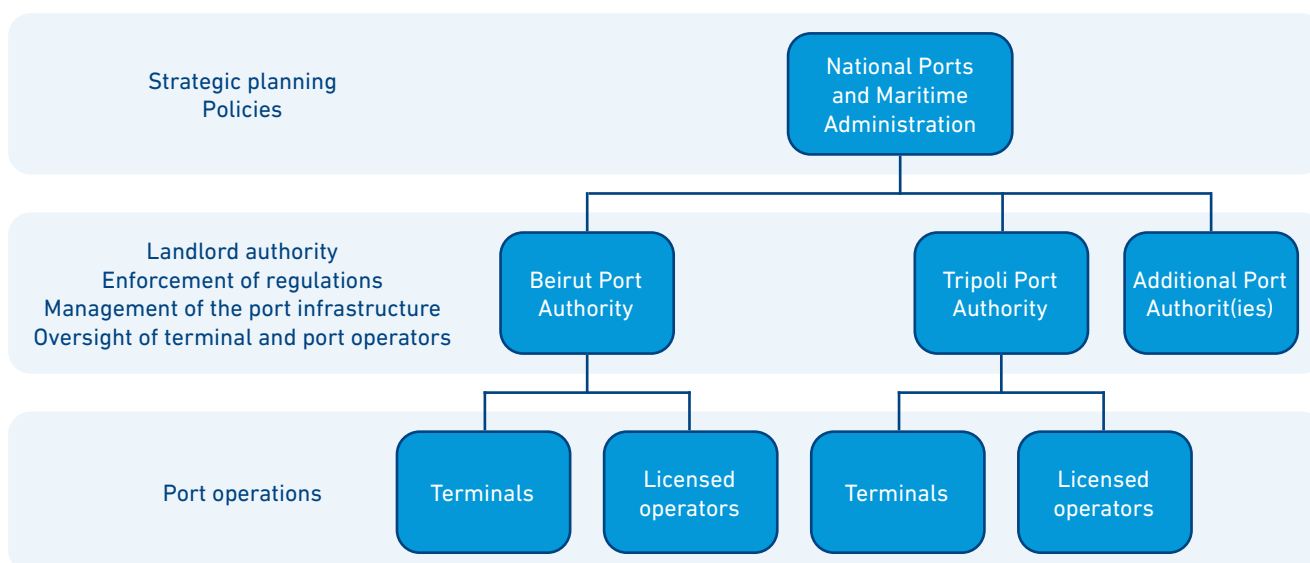 Strategic planning
Policies
National Ports
and Maritime
Administration
Landlord authority
Enforcement of regulations
Management of the port infrastructure
Oversight of terminal and port operators
Beirut Port
Authority
Tripoli Port
Authority
Additional Port
Authorit(ies)
Port operations
Terminals
Licensed
operators
Terminals
Licensed
operators